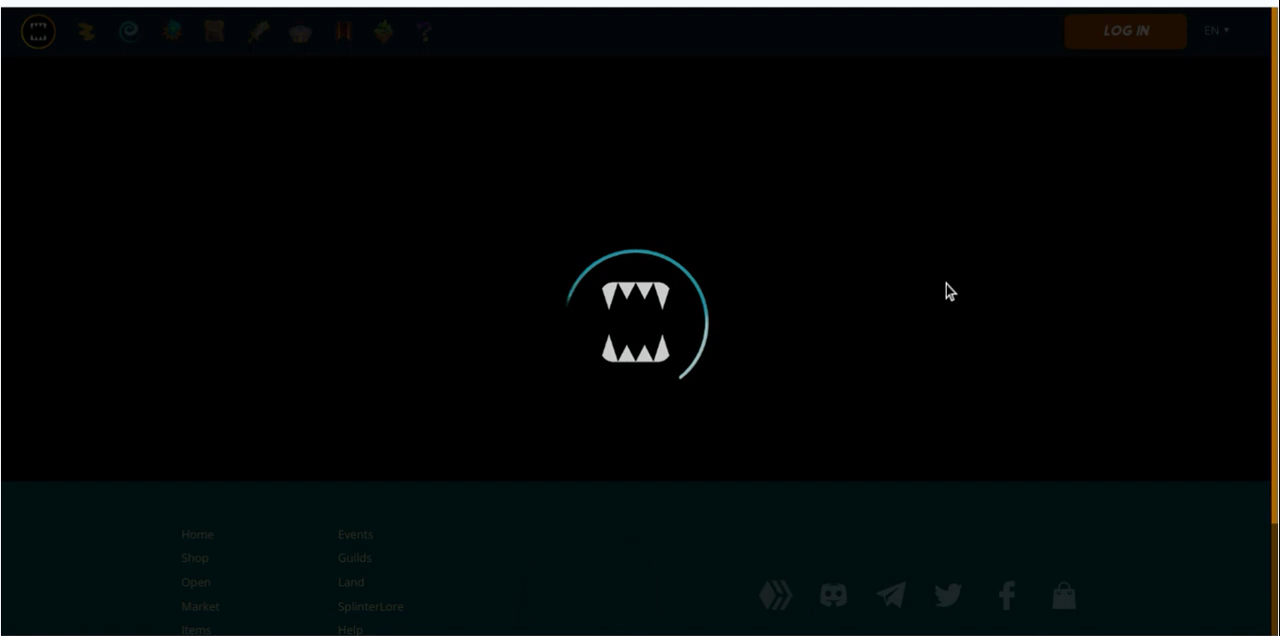 LOG IN
EN
Home
Events
Shop
Guilds
Open
Land
Market
SplinterLore
Items
Help